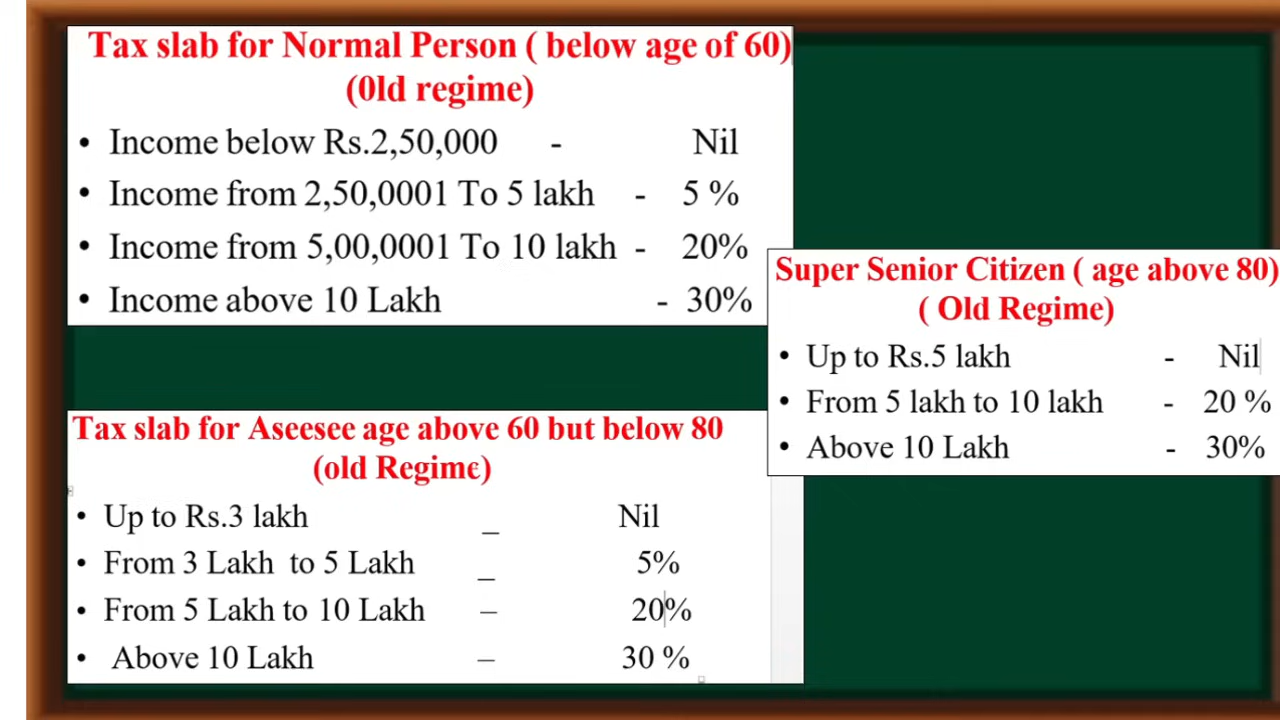 Tax slab for Normal Person ( below age of 60)
(0ld regime)
• Income below Rs.2,50,000 - Nil
• Income from 2,50,0001 To 5 lakh - 5 %
• Income from 5,00,0001 To 10 lakh - 20%
• Income above 10 Lakh - 30%
Super Senior Citizen ( age above 80)
( Old Regime)
• Up to Rs.5 lakh - Nil
• From 5 lakh to 10 lakh - 20 %
• Above 10 Lakh - 30%
Tax slab for Aseesee age above 60 but below 80
(old Regime)
• Up to Rs.3 lakh _ Nil
• From 3 Lakh to 5 Lakh _ 5%
• From 5 Lakh to 10 Lakh – 20%
• Above 10 Lakh – 30 %